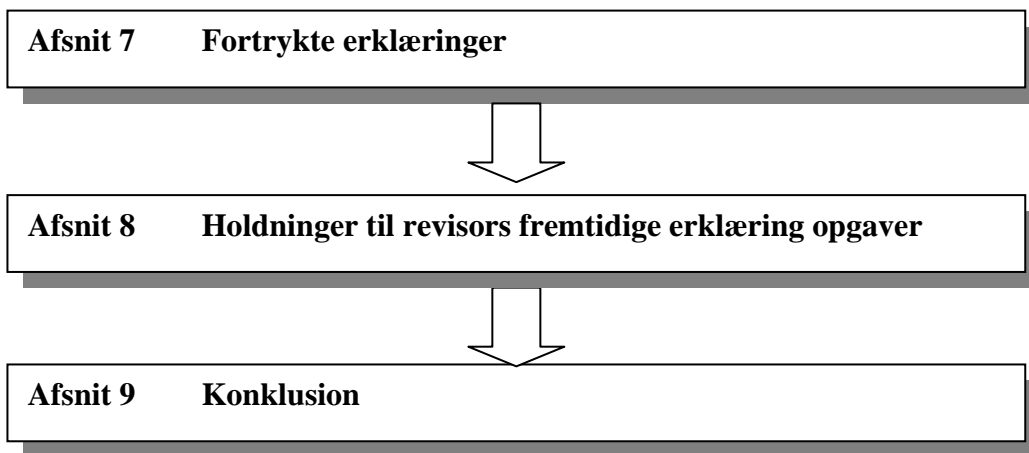 Afsnit 7 Fortrykte erklæringer
Afsnit 8 Holdninger til revisors fremtidige erklæring opgaver
Afsnit 9 Konklusion